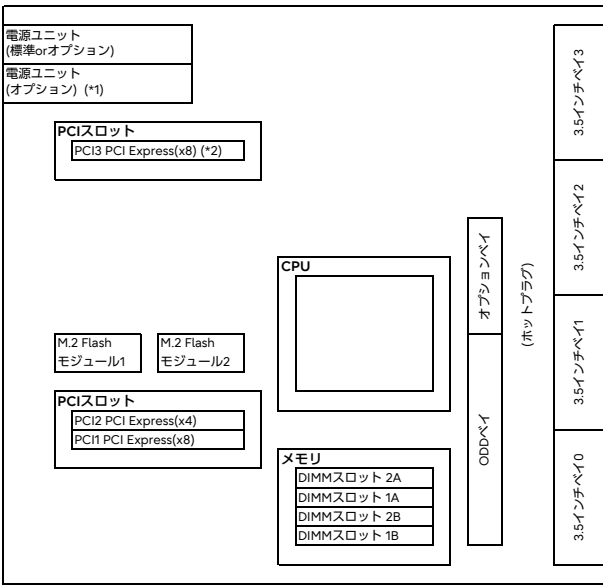 電源ユニット
(標準orオプション)
電源ユニット
(オプション) (*1)
PCIスロット
PCI3 PCI Express(x8) (*2)
M.2 Flash
モジュール1
M.2 Flash
モジュール2
PCIスロット
PCI2 PCI Express(x4)
PCI1 PCI Express(x8)
CPU
メモリ
DIMMスロット 2A
DIMMスロット 1A
DIMMスロット 2B
DIMMスロット 1B
オプションベイ
ODDベイ
(ホットプラグ)
3.5インチベイ3
3.5インチベイ2
3.5インチベイ1
3.5インチベイ0